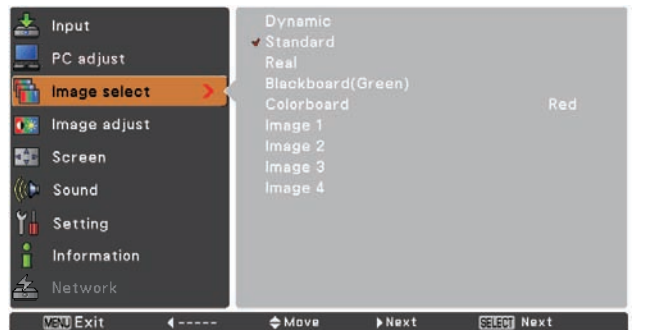 Input
PC adjust
Image select
Image adjust
Screen
Sound
Setting
Information
Network
Dynamic
Standard
Real
Blackboard(Green)
Colorboard Red
Image 1
Image 2
Image 3
Image 4
MENU Exit ----- Move Next SELECT Next